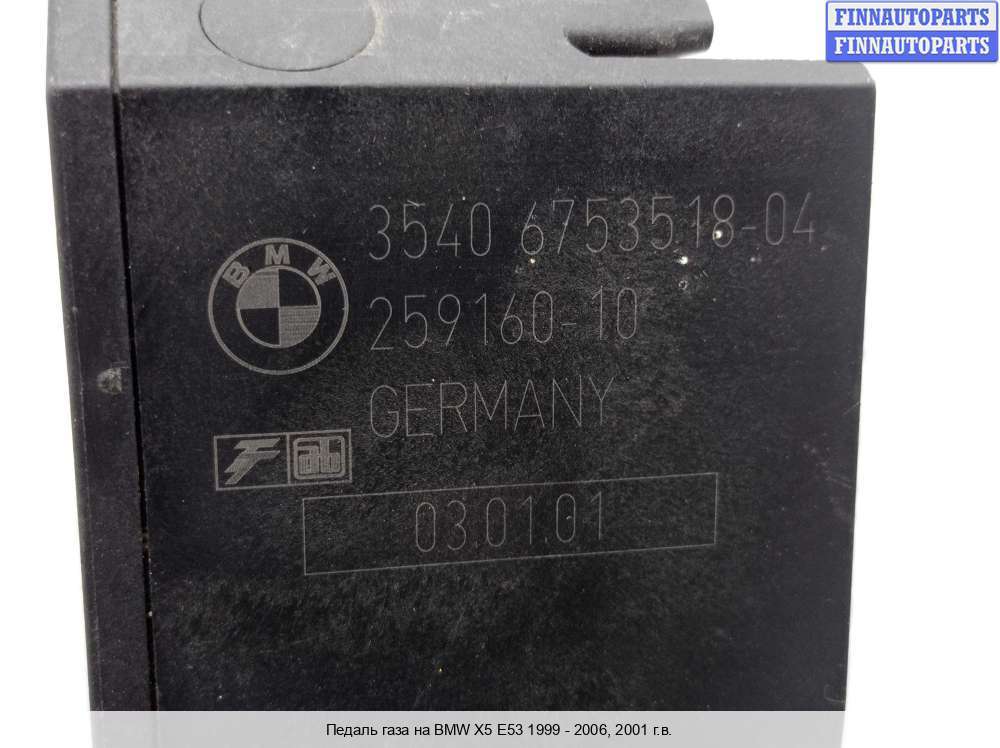 FINNAUTOPARTS
FINNAUTOPARTS
3540 6753518-04
BMW
259160-10
GERMANY
ab
03.01.01
Педаль газа на BMW X5 E53 1999 - 2006, 2001 г.в.